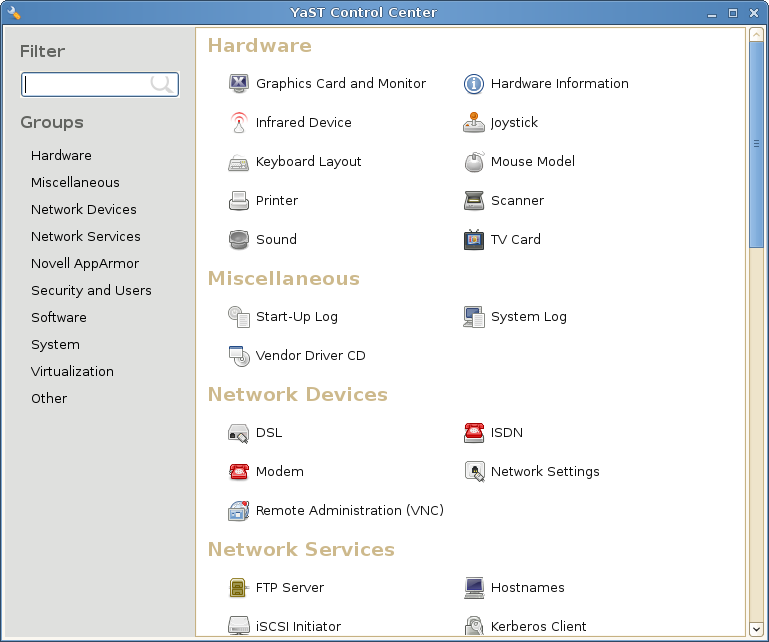 YaST Control Center
Filter
Groups
Hardware
Miscellaneous
Network Devices
Network Services
Novell AppArmor
Security and Users
Software
System
Virtualization
Other
Hardware
Graphics Card and Monitor
Hardware Information
Infrared Device
Joystick
Keyboard Layout
Mouse Model
Printer
Scanner
Sound
TV Card
Miscellaneous
Start-Up Log
System Log
Vendor Driver CD
Network Devices
DSL
ISDN
Modem
Network Settings
Remote Administration (VNC)
Network Services
FTP Server
Hostnames
iSCSI Initiator
Kerberos Client